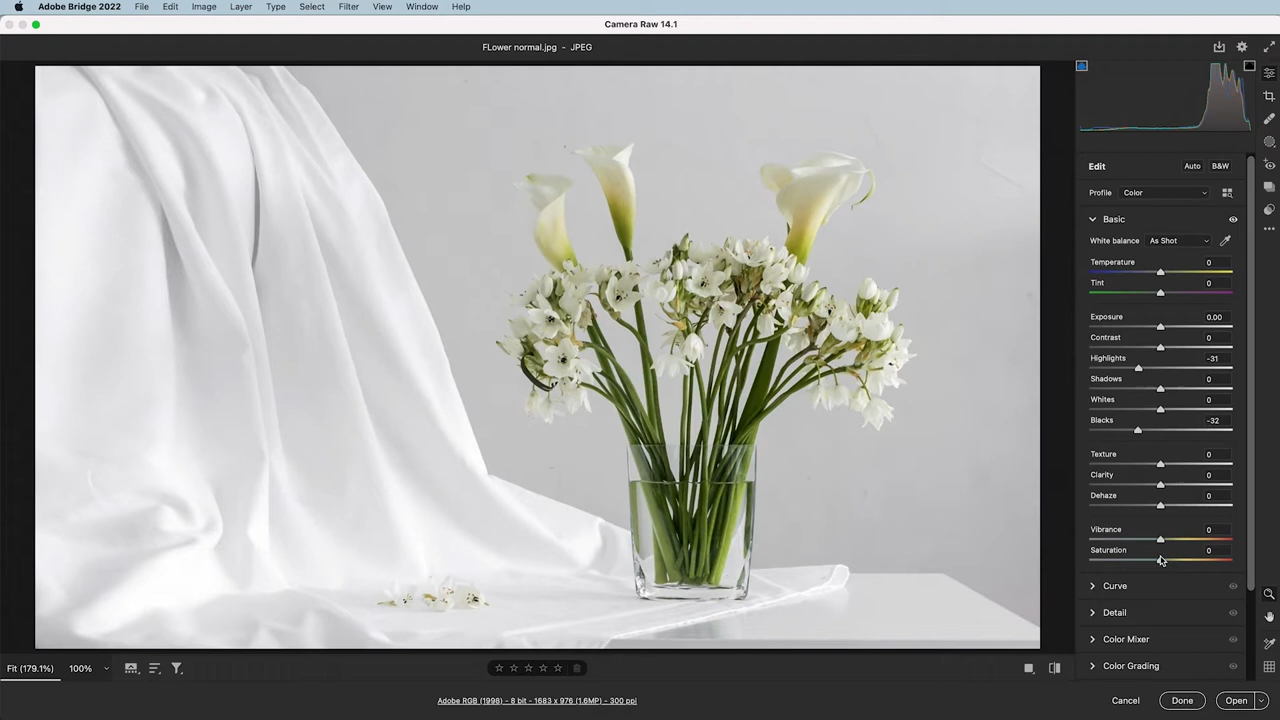 Adobe Bridge 2022 File Edit Image Layer Type Select Filter View Window Help
Camera Raw 14.1
FLower normal.jpg - JPEG
Edit Auto B&W
Profile Color
Basic
White balance As Shot
Temperature 0
Tint 0
Exposure 0.00
Contrast 0
Highlights -31
Shadows 0
Whites 0
Blacks -32
Texture 0
Clarity 0
Dehaze 0
Vibrance 0
Saturation 0
Curve
Detail
Color Mixer
Color Grading
Fit (179.1%) 100%
Adobe RGB (1998) - 8 bit - 1683 x 976 (1.6MP) - 300 ppi
Cancel Done Open